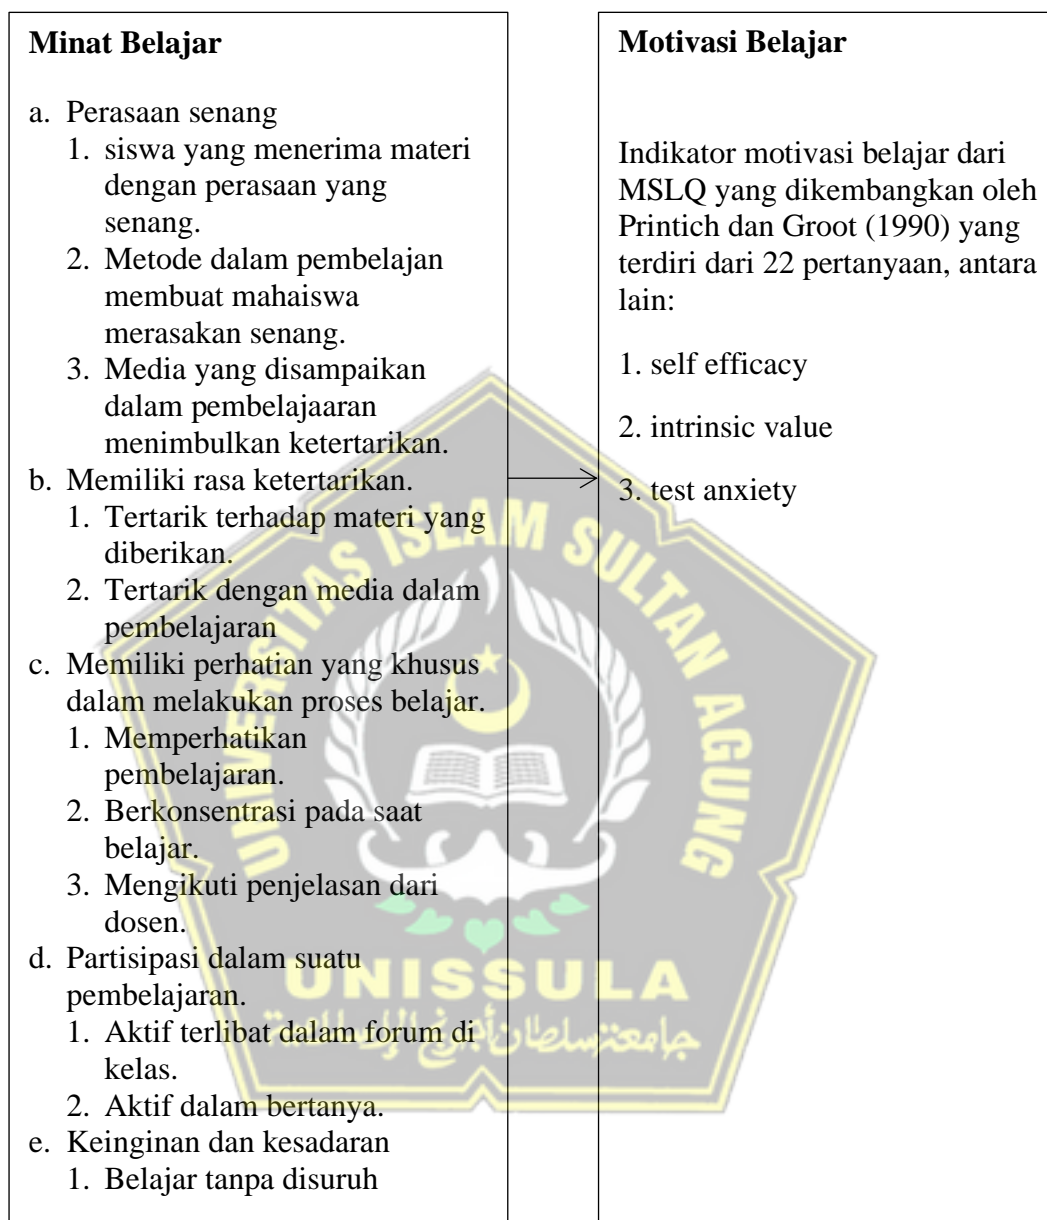 Minat Belajar
a. Perasaan senang
1. siswa yang menerima materi
dengan perasaan yang
senang.
2. Metode dalam pembelajan
membuat mahaiswa
merasakan senang.
3. Media yang disampaikan
dalam pembelajaaran
menimbulkan ketertarikan.
b. Memiliki rasa ketertarikan.
1. Tertarik terhadap materi yang
diberikan.
2. Tertarik dengan media dalam
pembelajaran
c. Memiliki perhatian yang khusus
dalam melakukan proses belajar.
1. Memperhatikan
pembelajaran.
2. Berkonsentrasi pada saat
belajar.
3. Mengikuti penjelasan dari
dosen.
d. Partisipasi dalam suatu
pembelajaran.
1. Aktif terlibat dalam forum di
kelas.
2. Aktif dalam bertanya.
e. Keinginan dan kesadaran
1. Belajar tanpa disuruh
Motivasi Belajar
Indikator motivasi belajar dari
MSLQ yang dikembangkan oleh
Printich dan Groot (1990) yang
terdiri dari 22 pertanyaan, antara
lain:
1. self efficacy
2. intrinsic value
3. test anxiety
UNIVERSITAS ISLAM SULTAN AGUNG
UNISSULA